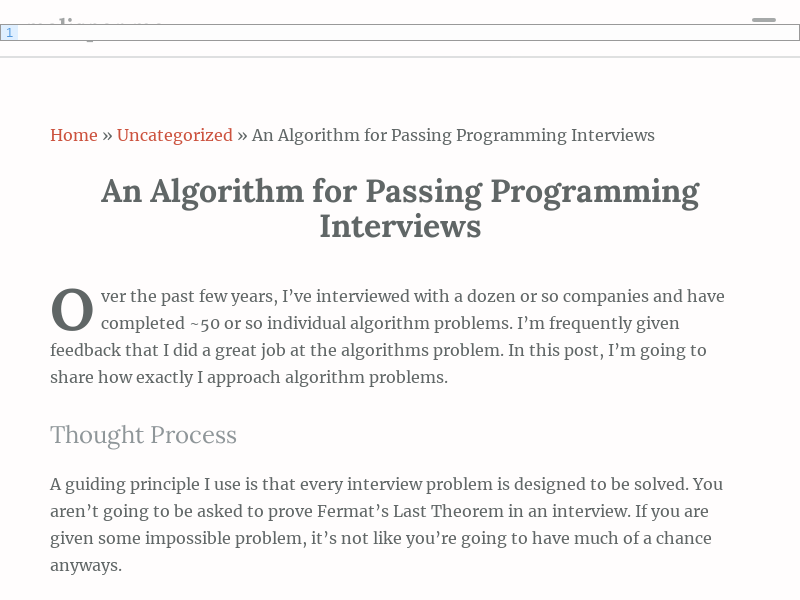 1
Home » Uncategorized » An Algorithm for Passing Programming Interviews
An Algorithm for Passing Programming
Interviews
Over the past few years, I’ve interviewed with a dozen or so companies and have
completed ~50 or so individual algorithm problems. I’m frequently given
feedback that I did a great job at the algorithms problem. In this post, I’m going to
share how exactly I approach algorithm problems.
Thought Process
A guiding principle I use is that every interview problem is designed to be solved. You
aren’t going to be asked to prove Fermat’s Last Theorem in an interview. If you are
given some impossible problem, it’s not like you’re going to have much of a chance
anyways.